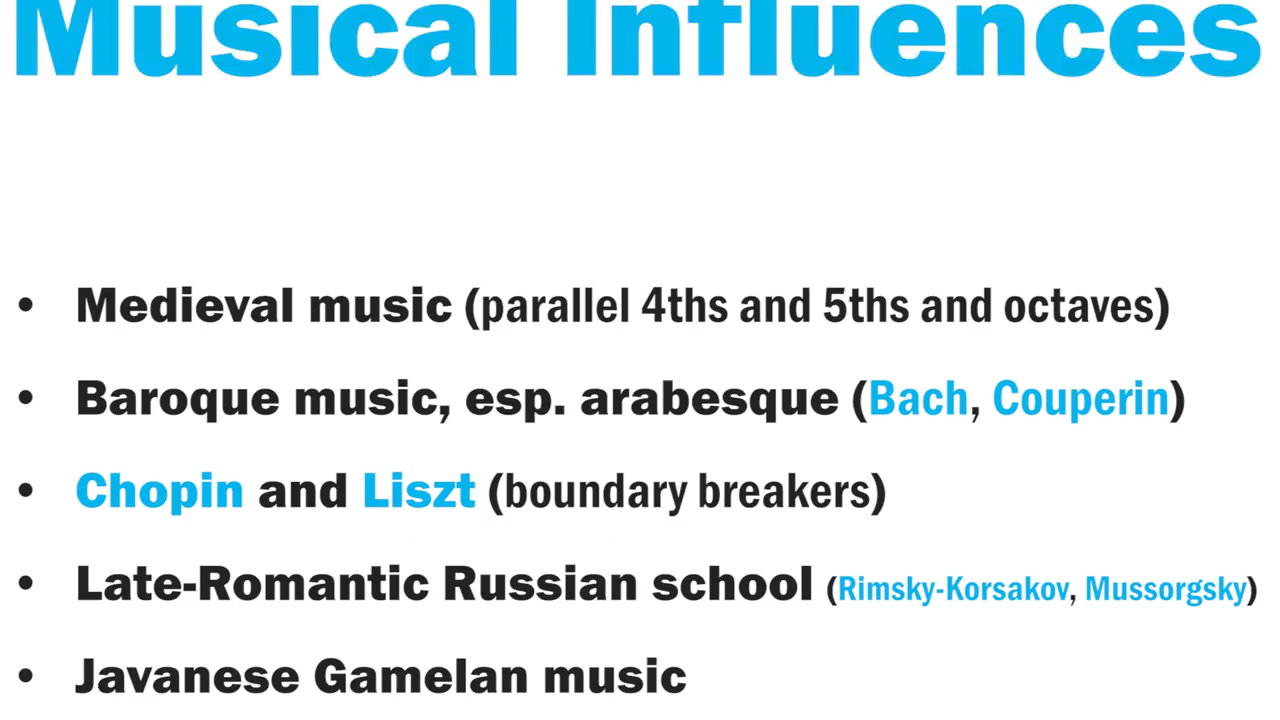 Musical Influences
• Medieval music (parallel 4ths and 5ths and octaves)
• Baroque music, esp. arabesque (Bach, Couperin)
• Chopin and Liszt (boundary breakers)
• Late-Romantic Russian school (Rimsky-Korsakov, Mussorgsky)
• Javanese Gamelan music